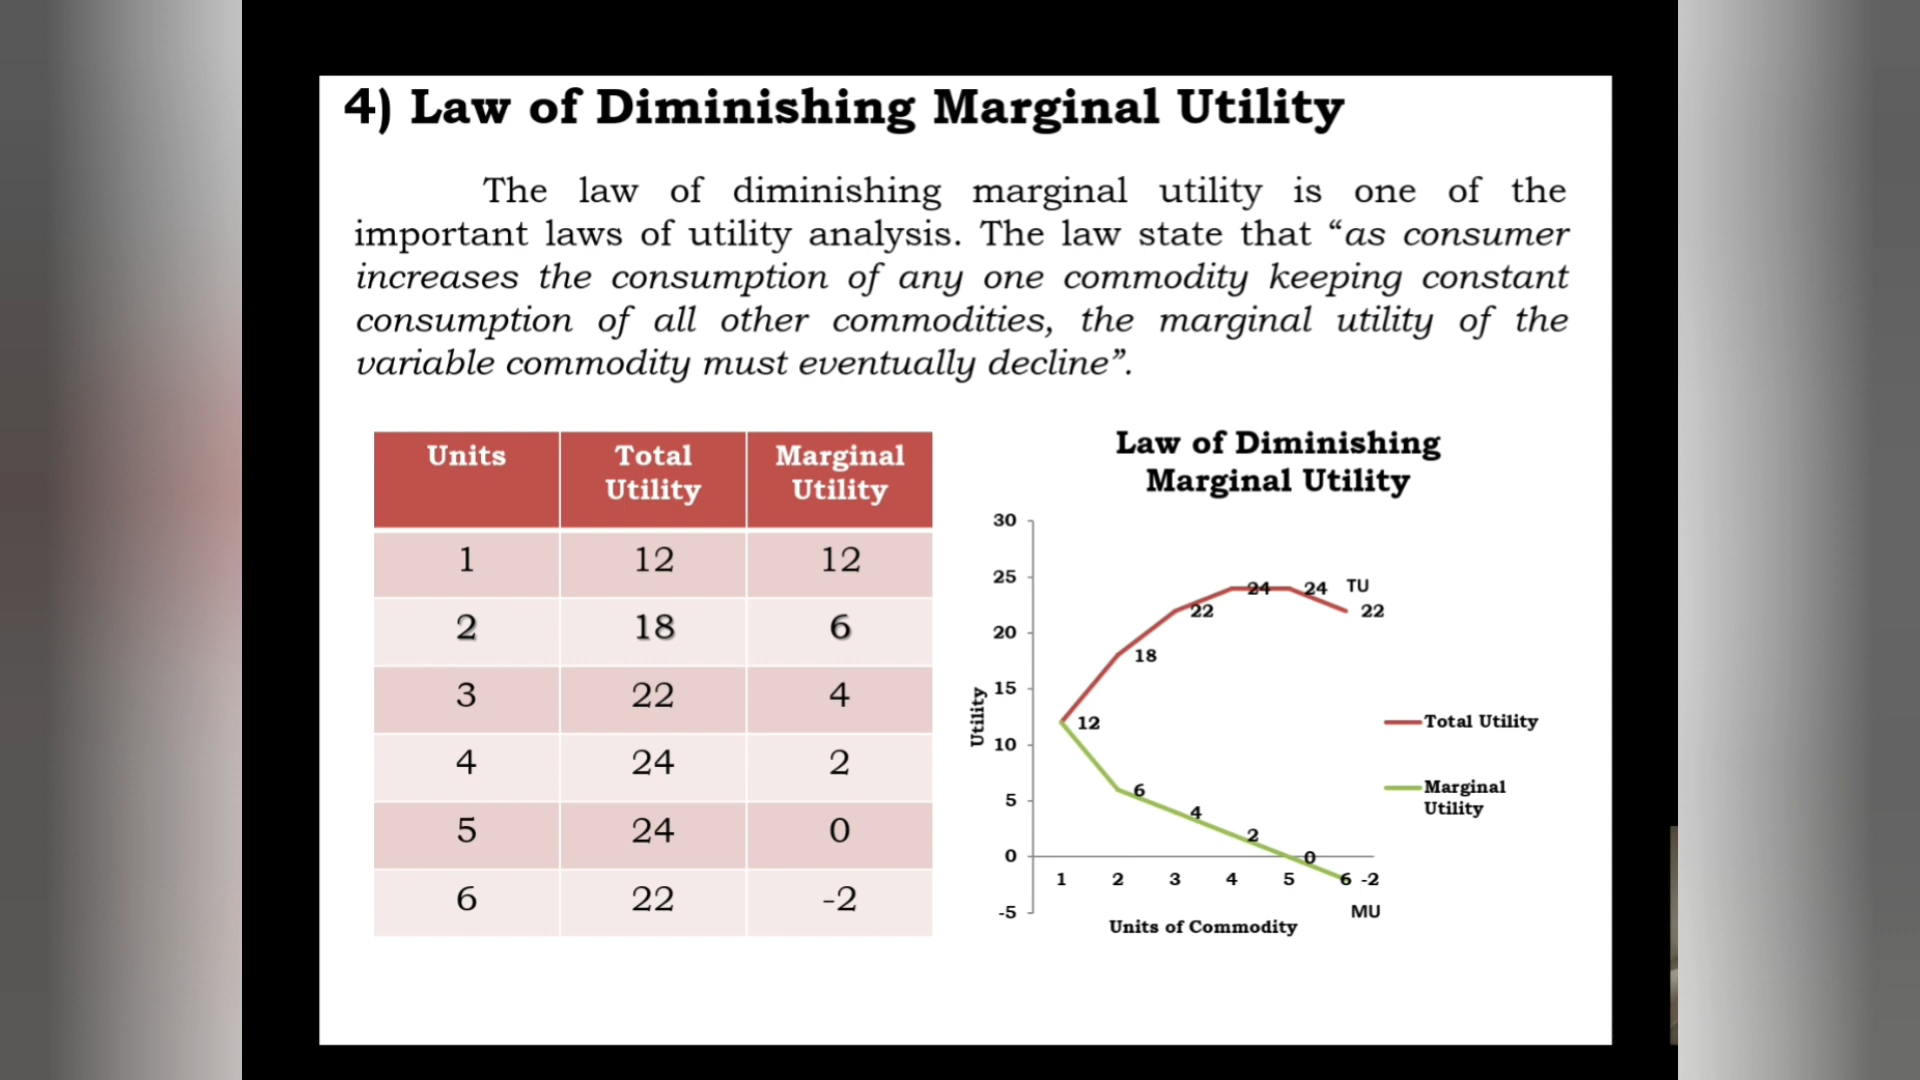 4) Law of Diminishing Marginal Utility
The law of diminishing marginal utility is one of the
important laws of utility analysis. The law state that “as consumer
increases the consumption of any one commodity keeping constant
consumption of all other commodities, the marginal utility of the
variable commodity must eventually decline”.
Units Total Utility Marginal Utility
1 12 12
2 18 6
3 22 4
4 24 2
5 24 0
6 22 -2
Law of Diminishing
Marginal Utility
30
25
20
15
10
5
0
-5
Utility
12
18
22
24
24
TU
22
6
4
2
0
-2
MU
1 2 3 4 5 6
Units of Commodity
Total Utility
Marginal
Utility